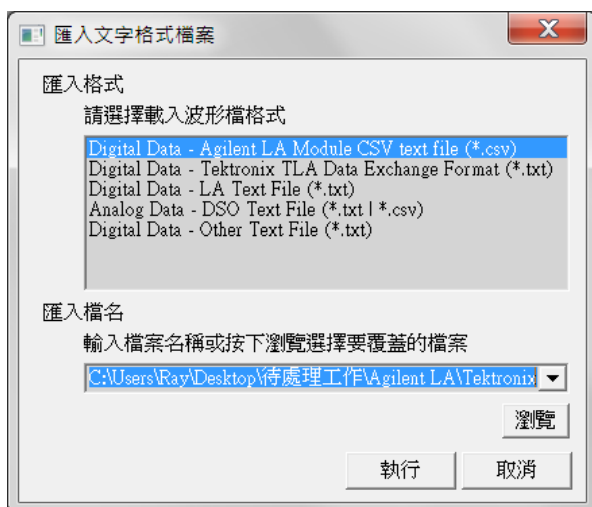 匯入文字格式檔案
匯入格式
請選擇載入波形檔格式
Digital Data - Agilent LA Module CSV text file (*.csv)
Digital Data - Tektronix TLA Data Exchange Format (*.txt)
Digital Data - LA Text File (*.txt)
Analog Data - DSO Text File (*.txt | *.csv)
Digital Data - Other Text File (*.txt)
匯入檔名
輸入檔案名稱或按下瀏覽選擇要覆蓋的檔案
C:\Users\Ray\Desktop\待處理工作\Agilent LA\Tektronix
瀏覽
執行 取消